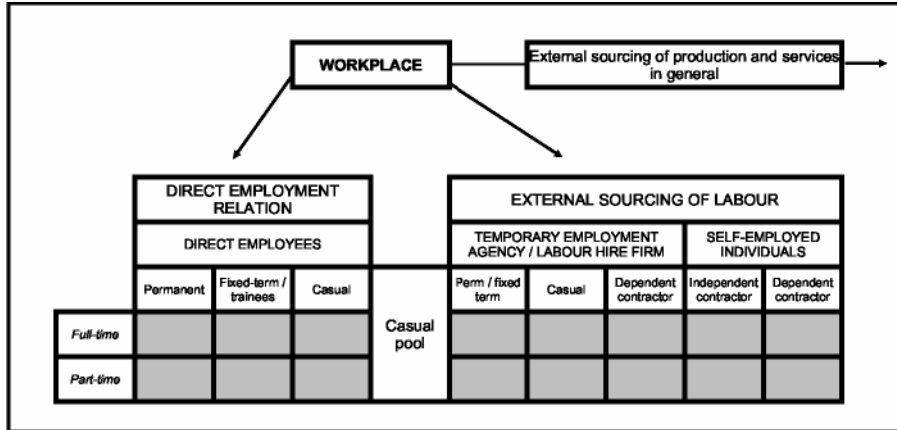 WORKPLACE
External sourcing of production and services
in general
DIRECT EMPLOYMENT
RELATION
EXTERNAL SOURCING OF LABOUR
DIRECT EMPLOYEES
TEMPORARY EMPLOYMENT
AGENCY / LABOUR HIRE FIRM
SELF-EMPLOYED
INDIVIDUALS
Permanent
Fixed-term /
trainees
Casual
Casual
pool
Perm / fixed
term
Casual
Dependent
contractor
Independent
contractor
Dependent
contractor
Full-time
Part-time